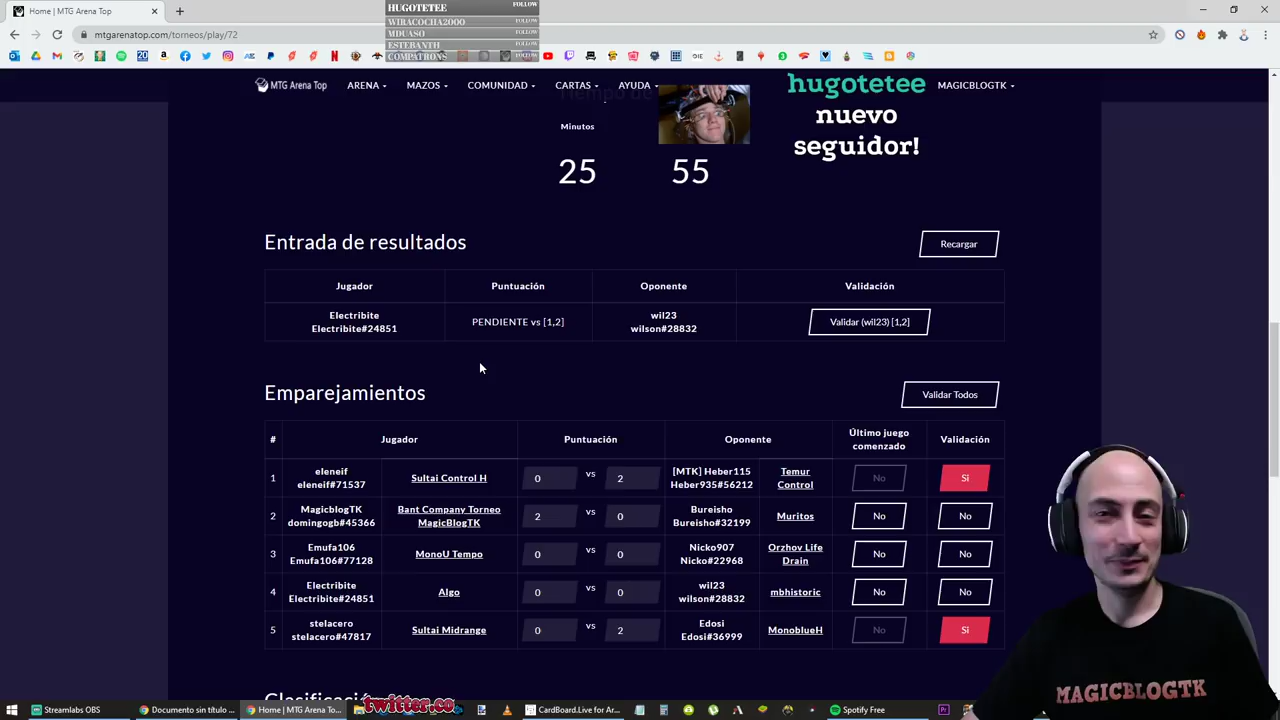 Home | MTG Arena Top
HUGOTETEE FOLLOW
WIRACOCHA2000 FOLLOW
MDUASO FOLLOW
ESTEBANTH FOLLOW
COMPATRONS FOLLOW
mtgarenatop.com/torneos/play/72
MTG Arena Top
ARENA
MAZOS
COMUNIDAD
CARTAS
AYUDA
MAGICBLOGTK
hugotetee
nuevo
seguidor!
Minutos
25 55
Entrada de resultados
Recargar
Jugador Puntuación Oponente Validación
Electribite
Electribite#24851
PENDIENTE vs [1,2]
wil23
wilson#28832
Validar (wil23) [1,2]
Emparejamientos
Validar Todos
# Jugador Puntuación Oponente Último juego
comenzado
Validación
1 eleneif
eleneif#71537
Sultai Control H
0 vs 2
[MTK] Heber115
Heber935#56212
Temur
Control
No
Si
2 MagicblogTK
domingogb#45366
Bant Company Torneo
MagicBlogTK
2 vs 0
Bureisho
Bureisho#32199
Muritos
No
No
3 Emufa106
Emufa106#77128
MonoU Tempo
0 vs 0
Nicko907
Nicko#22968
Orzhov Life
Drain
No
No
4 Electribite
Electribite#24851
Algo
0 vs 0
wil23
wilson#28832
mbhistoric
No
No
5 stelacero
stelacero#47817
Sultai Midrange
0 vs 2
Edosi
Edosi#36999
MonoblueH
No
Si
MAGICBLOGTK
twitter.co
Streamlabs OBS
Documento sin título
Home | MTG Arena To...
CardBoard.Live for Ar...
Spotify Free